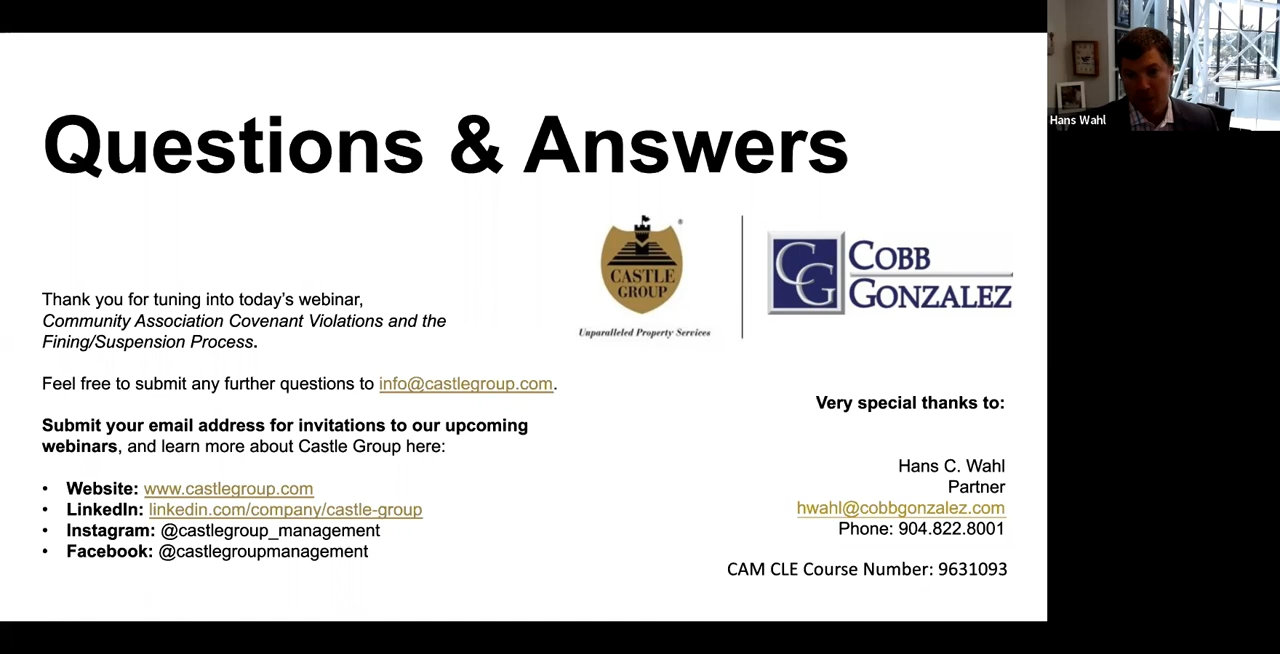 Questions & Answers
CASTLE
GROUP
®
Unparalleled Property Services
CG
COBB
GONZALEZ
Thank you for tuning into today's webinar,
Community Association Covenant Violations and the
Fining/Suspension Process.
Feel free to submit any further questions to info@castlegroup.com.
Submit your email address for invitations to our upcoming
webinars, and learn more about Castle Group here:
• Website: www.castlegroup.com
• LinkedIn: linkedin.com/company/castle-group
• Instagram: @castlegroup_management
• Facebook: @castlegroupmanagement
Very special thanks to:
Hans C. Wahl
Partner
hwahl@cobbgonzalez.com
Phone: 904.822.8001
CAM CLE Course Number: 9631093
Hans Wahl